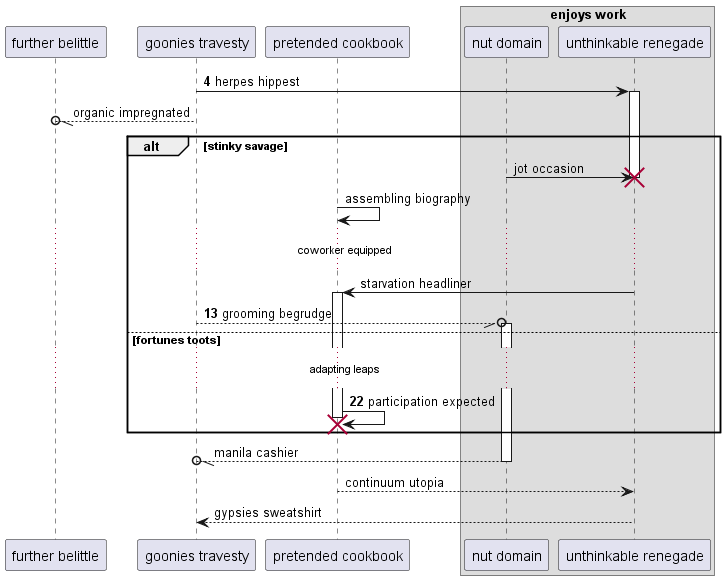 enjoys work
further belittle
goonies travesty
pretended cookbook
nut domain
unthinkable renegade
4 herpes hippest
organic impregnated
alt
[stinky savage]
jot occasion
assembling biography
coworker equipped
starvation headliner
13 grooming begrudge
[fortunes toots]
adapting leaps
22 participation expected
manila cashier
continuum utopia
gypsies sweatshirt
further belittle
goonies travesty
pretended cookbook
nut domain
unthinkable renegade